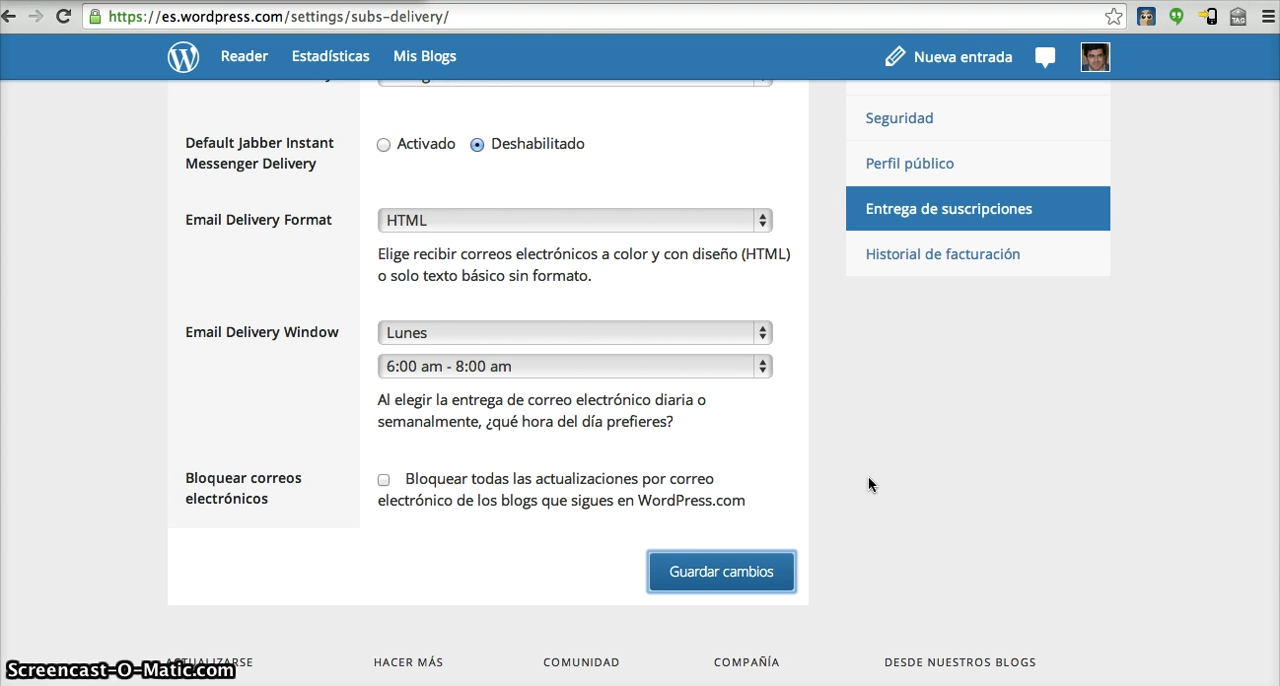 https://es.wordpress.com/settings/subs-delivery/
TAG
W
Reader
Estadísticas
Mis Blogs
Nueva entrada
Default Jabber Instant
Messenger Delivery
Activado
Deshabilitado
Email Delivery Format
HTML
Elige recibir correos electrónicos a color y con diseño (HTML)
o solo texto básico sin formato.
Email Delivery Window
Lunes
6:00 am - 8:00 am
Al elegir la entrega de correo electrónico diaria o
semanalmente, ¿qué hora del día prefieres?
Bloquear correos
electrónicos
Bloquear todas las actualizaciones por correo
electrónico de los blogs que sigues en WordPress.com
Guardar cambios
Seguridad
Perfil público
Entrega de suscripciones
Historial de facturación
ACTUALIZARSE
HACER MÁS
COMUNIDAD
COMPAÑÍA
DESDE NUESTROS BLOGS
Screencast-O-Matic.com